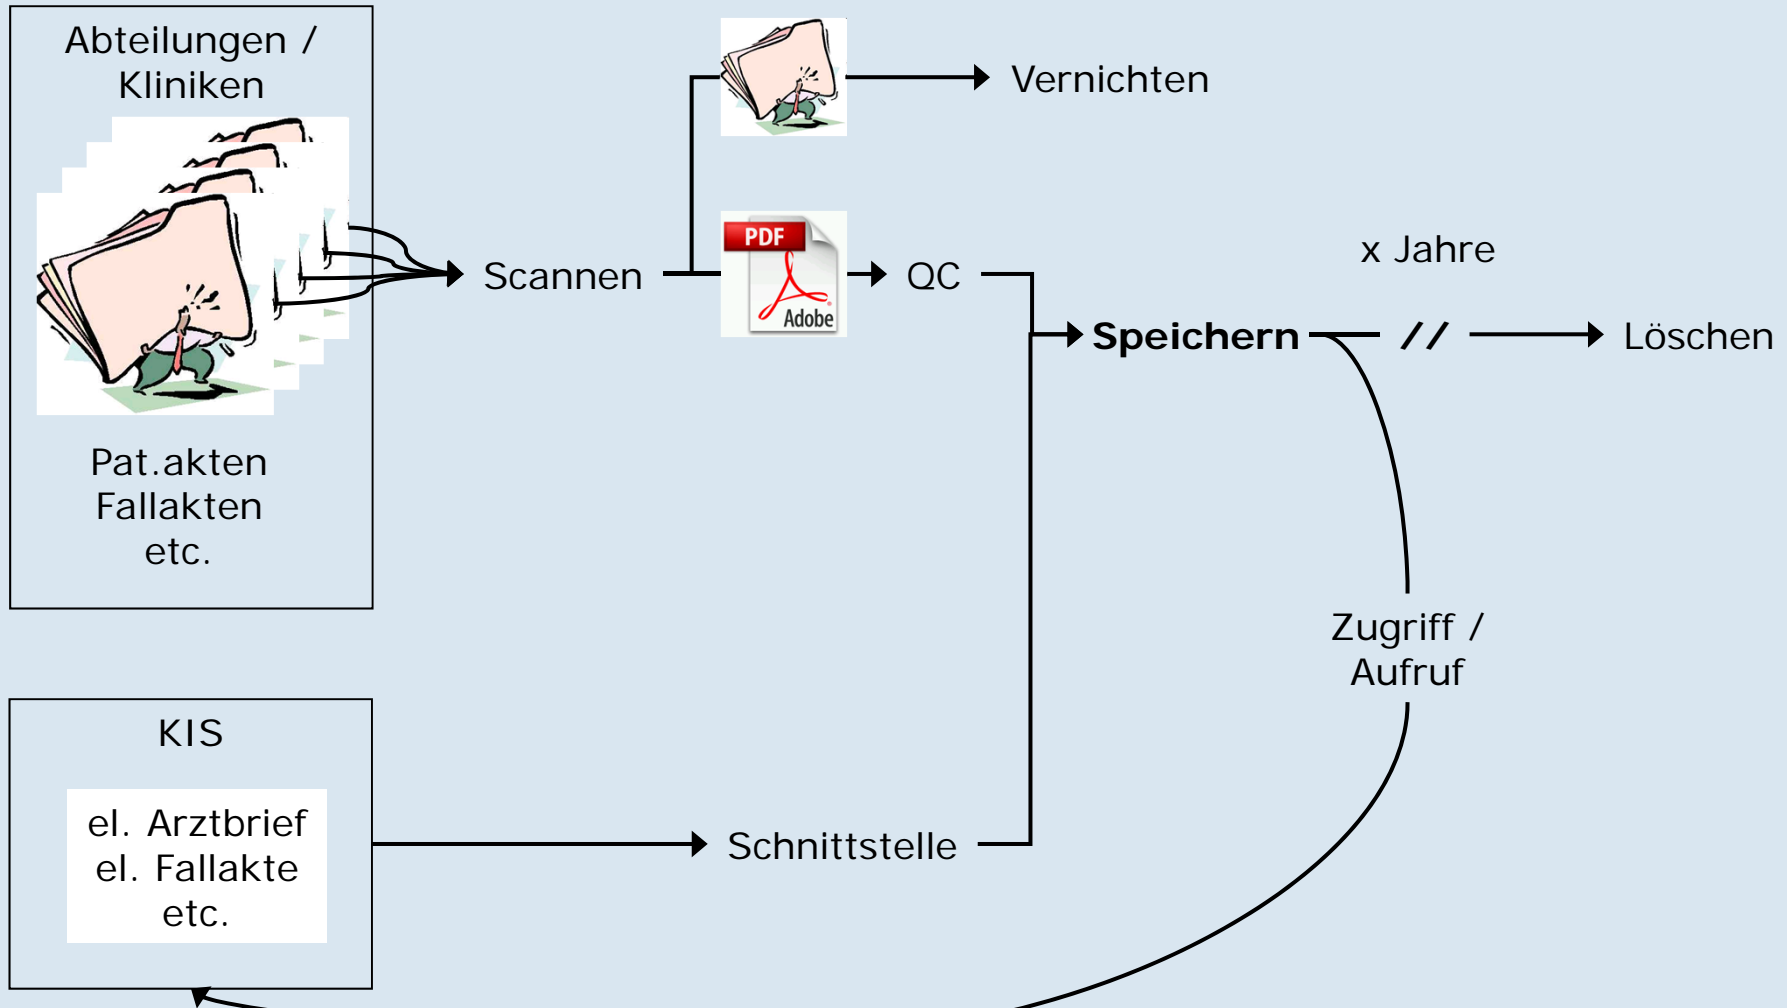 Abteilungen /
Kliniken
Pat.akten
Fallakten
etc.
Scannen
Vernichten
PDF
Adobe
QC
x Jahre
Speichern
//
Löschen
Zugriff /
Aufruf
KIS
el. Arztbrief
el. Fallakte
etc.
Schnittstelle